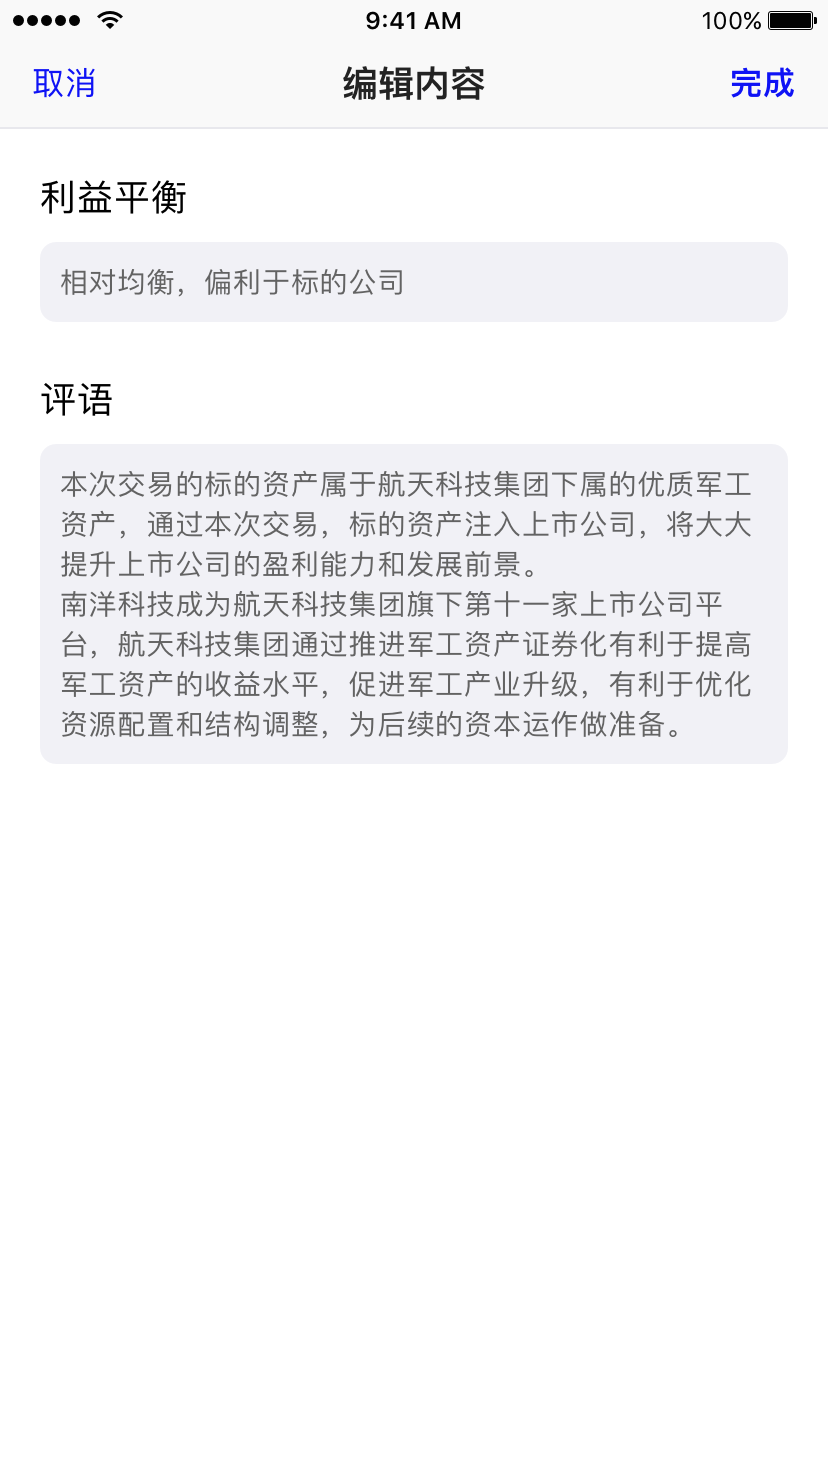 9:41 AM
100%
取消
编辑内容
完成
利益平衡
相对均衡，偏利于标的公司
评语
本次交易的标的资产属于航天科技集团下属的优质军工
资产，通过本次交易，标的资产注入上市公司，将大大
提升上市公司的盈利能力和发展前景。
南洋科技成为航天科技集团旗下第十一家上市公司平
台，航天科技集团通过推进军工资产证券化有利于提高
军工资产的收益水平，促进军工产业升级，有利于优化
资源配置和结构调整，为后续的资本运作做准备。